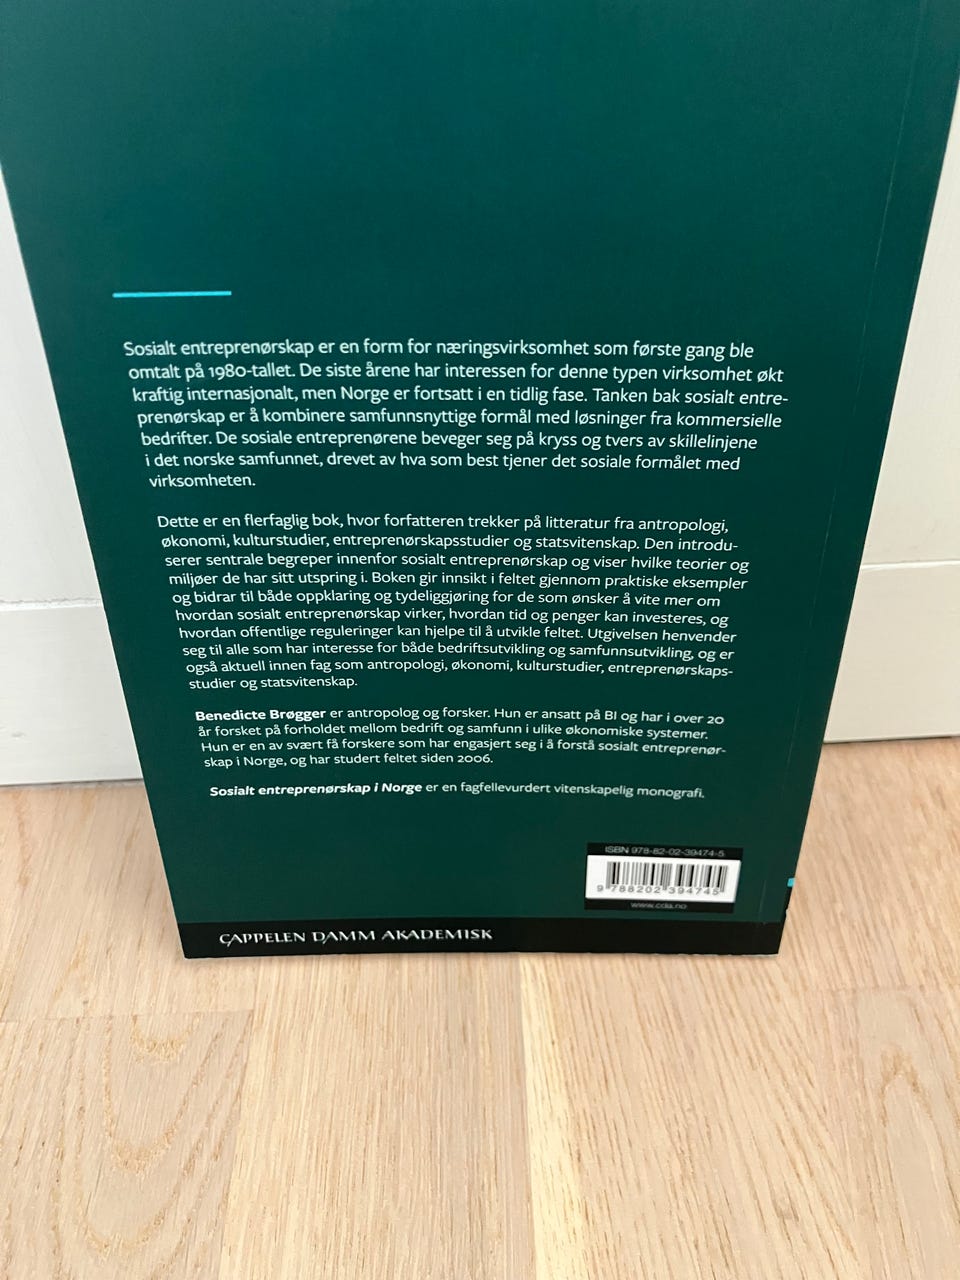 Sosialt entreprenørskap er en form for næringsvirksomhet som første gang ble
omtalt på 1980-tallet. De siste årene har interessen for denne typen virksomhet økt
kraftig internasjonalt, men Norge er fortsatt i en tidlig fase. Tanken bak sosialt entre-
prenørskap er å kombinere samfunnsnyttige formål med løsninger fra kommersielle
bedrifter. De sosiale entreprenørene beveger seg på kryss og tvers av skillelinjene
i det norske samfunnet, drevet av hva som best tjener det sosiale formålet med
virksomheten.
Dette er en flerfaglig bok, hvor forfatteren trekker på litteratur fra antropologi,
økonomi, kulturstudier, entreprenørskapsstudier og statsvitenskap. Den introdu-
serer sentrale begreper innenfor sosialt entreprenørskap og viser hvilke teorier og
miljøer de har sitt utspring i. Boken gir innsikt i feltet gjennom praktiske eksempler
og bidrar til både oppklaring og tydeliggjøring for de som ønsker å vite mer om
hvordan sosialt entreprenørskap virker, hvordan tid og penger kan investeres, og
hvordan offentlige reguleringer kan hjelpe til å utvikle feltet. Utgivelsen henvender
seg til alle som har interesse for både bedriftsutvikling og samfunnsutvikling, og er
også aktuell innen fag som antropologi, økonomi, kulturstudier, entreprenørskaps-
studier og statsvitenskap.
Benedicte Brøgger er antropolog og forsker. Hun er ansatt på BI og har i over 20
år forsket på forholdet mellom bedrift og samfunn i ulike økonomiske systemer.
Hun er en av svært få forskere som har engasjert seg i å forstå sosialt entreprenør-
skap i Norge, og har studert feltet siden 2006.
Sosialt entreprenørskap i Norge er en fagfellevurdert vitenskapelig monografi.
ISBN 978-82-02-39474-5
9 788202 394745
www.cda.no
CAPPELEN DAMM AKADEMISK